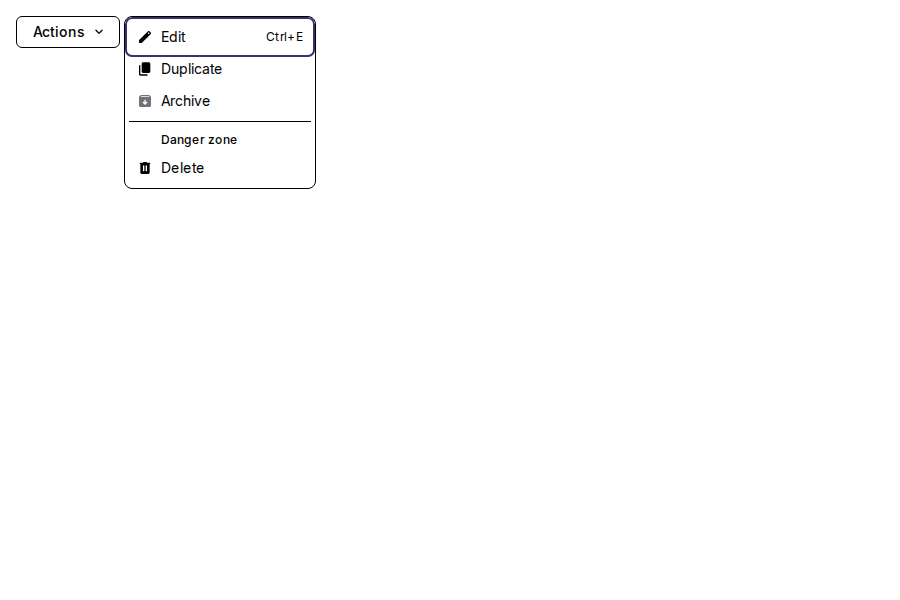 Actions
Edit Ctrl+E
Duplicate
Archive
Danger zone
Delete